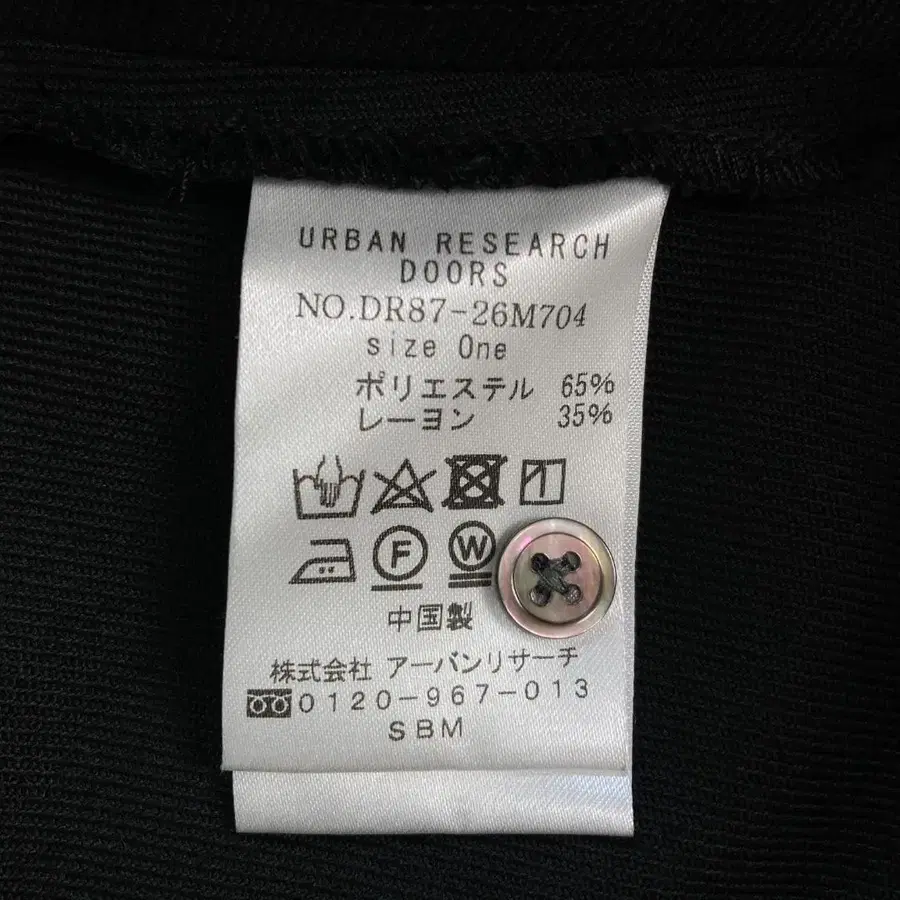 URBAN RESEARCH
DOORS
NO.DR87-26M704
size One
ポリエステル 65%
レーヨン 35%
F W
中国製
株式会社 アーバンリサーチ
0120-967-013
SBM